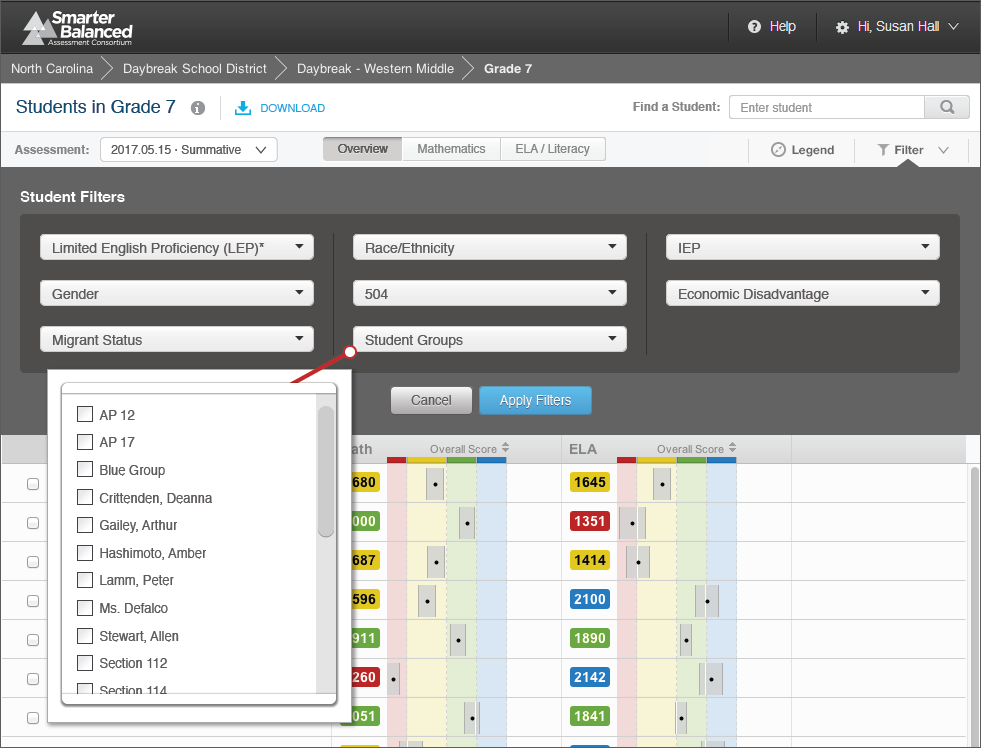 Smarter
Balanced
Assessment Consortium
Help
Hi, Susan Hall
North Carolina
Daybreak School District
Daybreak - Western Middle
Grade 7
Students in Grade 7
DOWNLOAD
Find a Student:
Enter student
Assessment:
2017.05.15 · Summative
Overview
Mathematics
ELA / Literacy
Legend
Filter
Student Filters
Limited English Proficiency (LEP)*
Race/Ethnicity
IEP
Gender
504
Economic Disadvantage
Migrant Status
Student Groups
Cancel
Apply Filters
AP 12
AP 17
Blue Group
Crittenden, Deanna
Gailey, Arthur
Hashimoto, Amber
Lamm, Peter
Ms. Defalco
Stewart, Allen
Section 112
Section 114
ath
Overall Score
ELA
Overall Score
680
1645
000
1351
687
1414
596
2100
911
1890
260
2142
051
1841